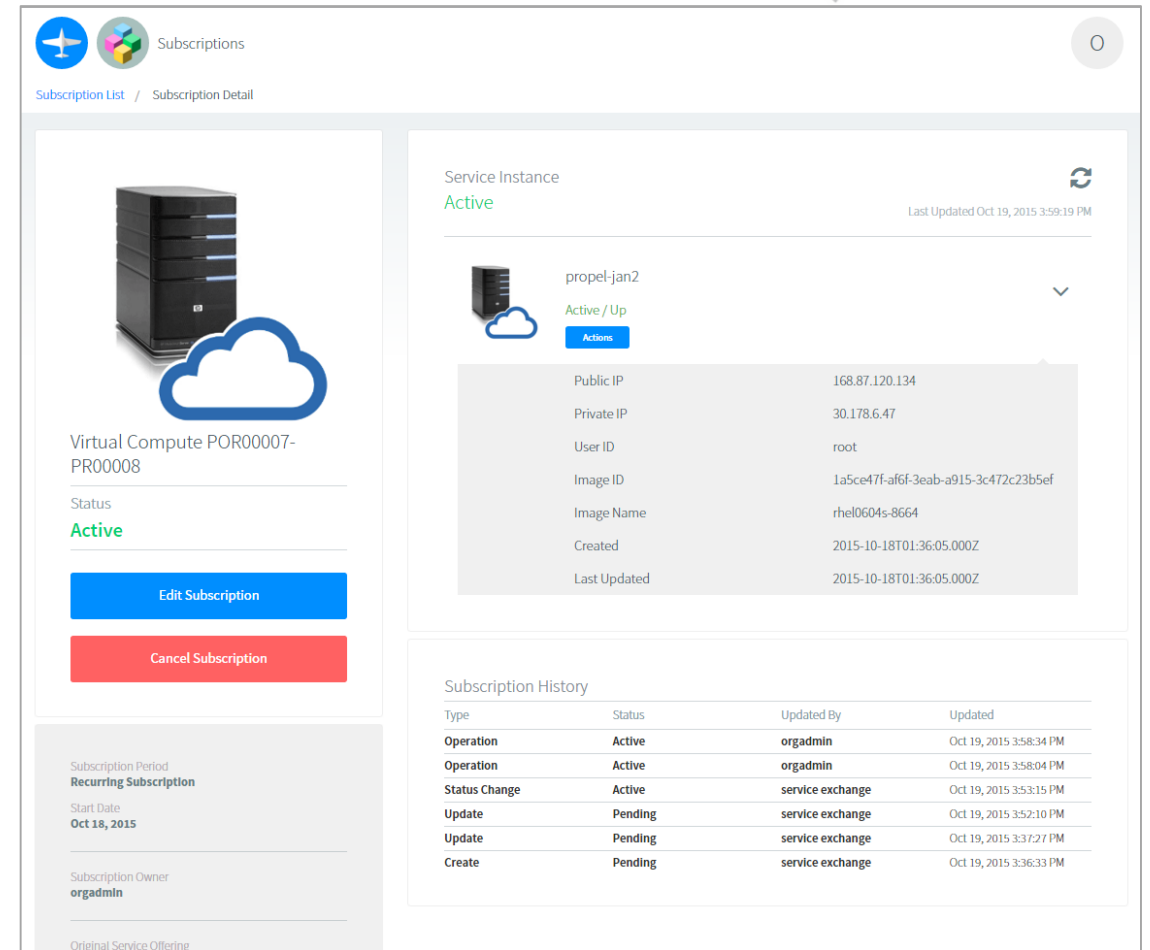 Subscriptions
O
Subscription List / Subscription Detail
Virtual Compute POR00007-
PR00008
Status
Active
Edit Subscription
Cancel Subscription
Subscription Period
Recurring Subscription
Start Date
Oct 18, 2015
Subscription Owner
orgadmin
Original Service Offering
Service Instance
Active
Last Updated Oct 19, 2015 3:59:19 PM
propel-jan2
Active / Up
Actions
Public IP 168.87.120.134
Private IP 30.178.6.47
User ID root
Image ID 1a5ce47f-af6f-3eab-a915-3c472c23b5ef
Image Name rhel0604s-8664
Created 2015-10-18T01:36:05.000Z
Last Updated 2015-10-18T01:36:05.000Z
Subscription History
Type Status Updated By Updated
Operation Active orgadmin Oct 19, 2015 3:58:34 PM
Operation Active orgadmin Oct 19, 2015 3:58:04 PM
Status Change Active service exchange Oct 19, 2015 3:53:15 PM
Update Pending service exchange Oct 19, 2015 3:52:10 PM
Update Pending service exchange Oct 19, 2015 3:37:27 PM
Create Pending service exchange Oct 19, 2015 3:36:33 PM